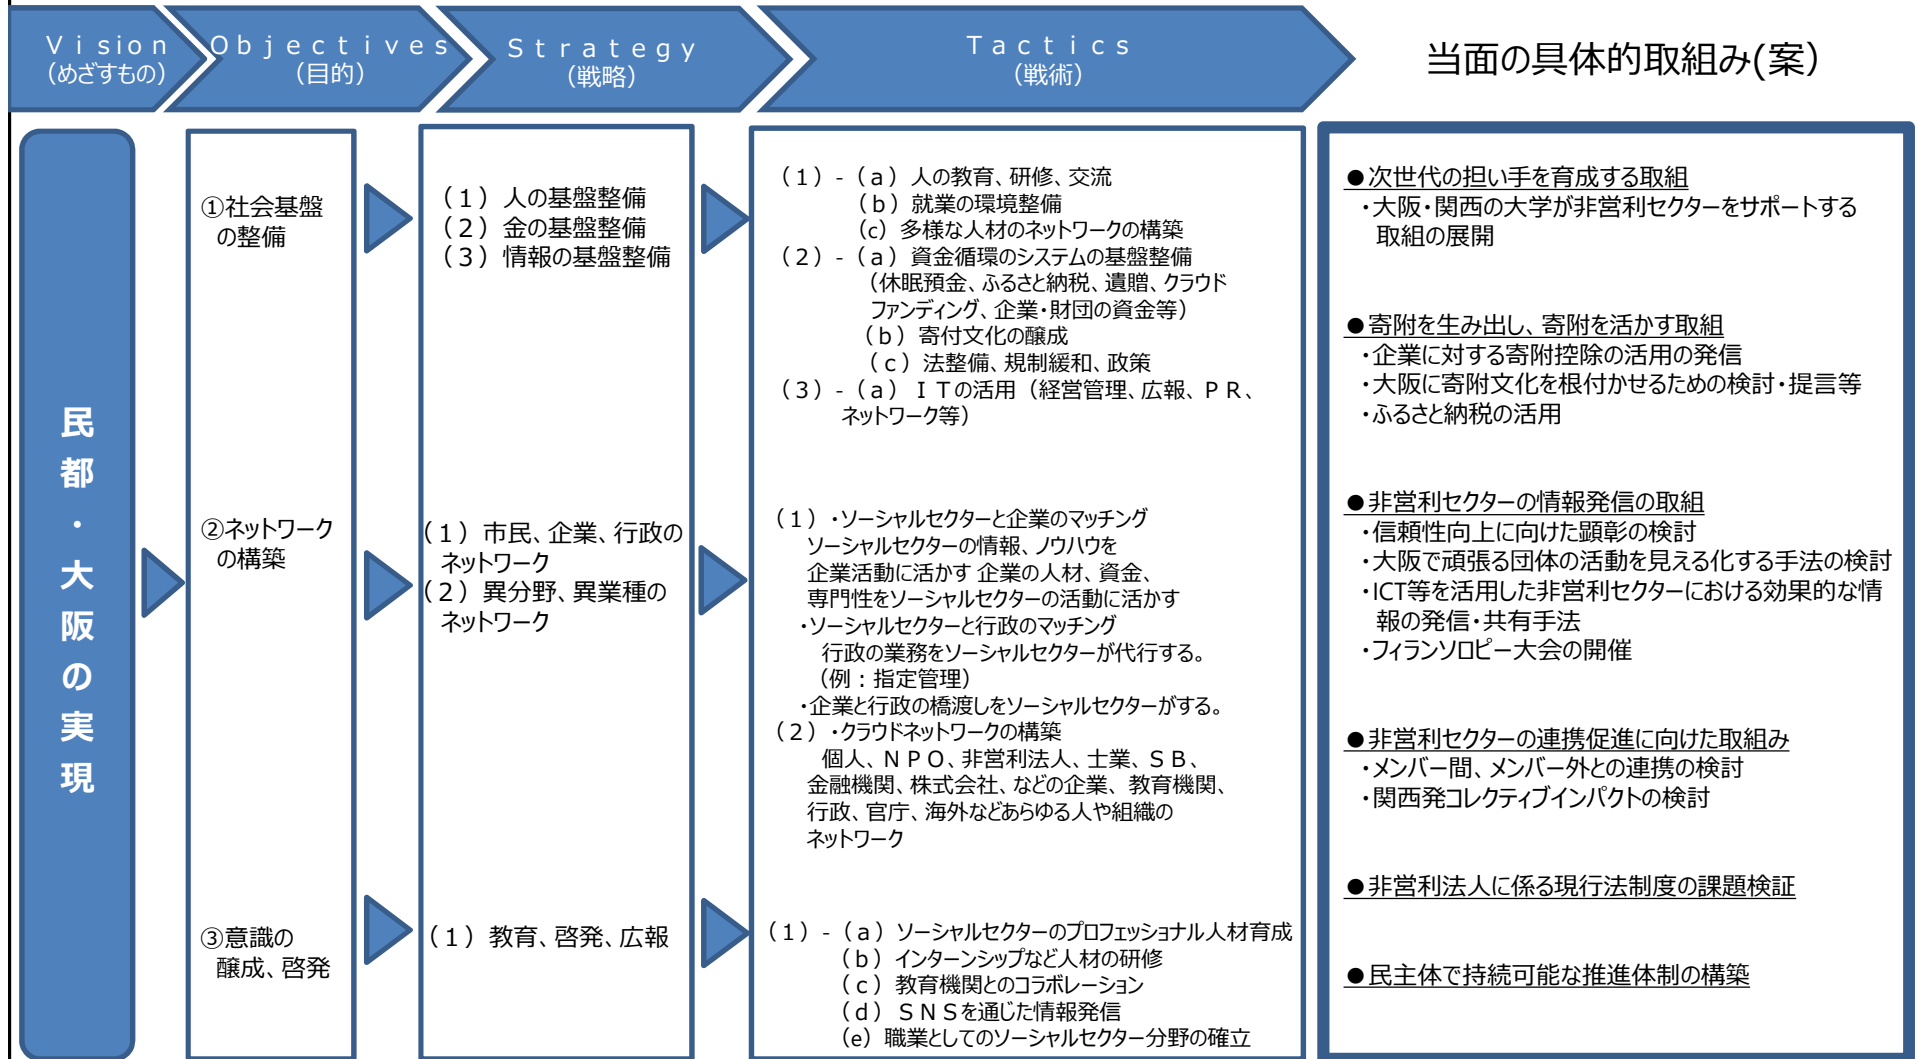 Vision
(めざすもの)
Objectives
(目的)
Strategy
(戦略)
Tactics
(戦術)
当面の具体的取組み(案)
民都・大阪の実現
①社会基盤
の整備
(1)人の基盤整備
(2)金の基盤整備
(3)情報の基盤整備
(1)-(a)人の教育、研修、交流
(b)就業の環境整備
(c)多様な人材のネットワークの構築
(2)-(a)資金循環のシステムの基盤整備
(休眠預金、ふるさと納税、遺贈、クラウド
ファンディング、企業・財団の資金等)
(b)寄付文化の醸成
(c)法整備、規制緩和、政策
(3)-(a)ITの活用(経営管理、広報、PR、
ネットワーク等)
②ネットワーク
の構築
(1)市民、企業、行政の
ネットワーク
(2)異分野、異業種の
ネットワーク
(1)・ソーシャルセクターと企業のマッチング
ソーシャルセクターの情報、ノウハウを
企業活動に活かす 企業の人材、資金、
専門性をソーシャルセクターの活動に活かす
・ソーシャルセクターと行政のマッチング
行政の業務をソーシャルセクターが代行する。
(例:指定管理)
・企業と行政の橋渡しをソーシャルセクターがする。
(2)・クラウドネットワークの構築
個人、NPO、非営利法人、士業、SB、
金融機関、株式会社、などの企業、教育機関、
行政、官庁、海外などあらゆる人や組織の
ネットワーク
③意識の
醸成、啓発
(1)教育、啓発、広報
(1)-(a)ソーシャルセクターのプロフェッショナル人材育成
(b)インターンシップなど人材の研修
(c)教育機関とのコラボレーション
(d)SNSを通じた情報発信
(e)職業としてのソーシャルセクター分野の確立
●次世代の担い手を育成する取組
・大阪・関西の大学が非営利セクターをサポートする
取組の展開
●寄附を生み出し、寄附を活かす取組
・企業に対する寄附控除の活用の発信
・大阪に寄附文化を根付かせるための検討・提言等
・ふるさと納税の活用
●非営利セクターの情報発信の取組
・信頼性向上に向けた顕彰の検討
・大阪で頑張る団体の活動を見える化する手法の検討
・ICT等を活用した非営利セクターにおける効果的な情
報の発信・共有手法
・フィランソロピー大会の開催
●非営利セクターの連携促進に向けた取組み
・メンバー間、メンバー外との連携の検討
・関西発コレクティブインパクトの検討
●非営利法人に係る現行法制度の課題検証
●民主体で持続可能な推進体制の構築